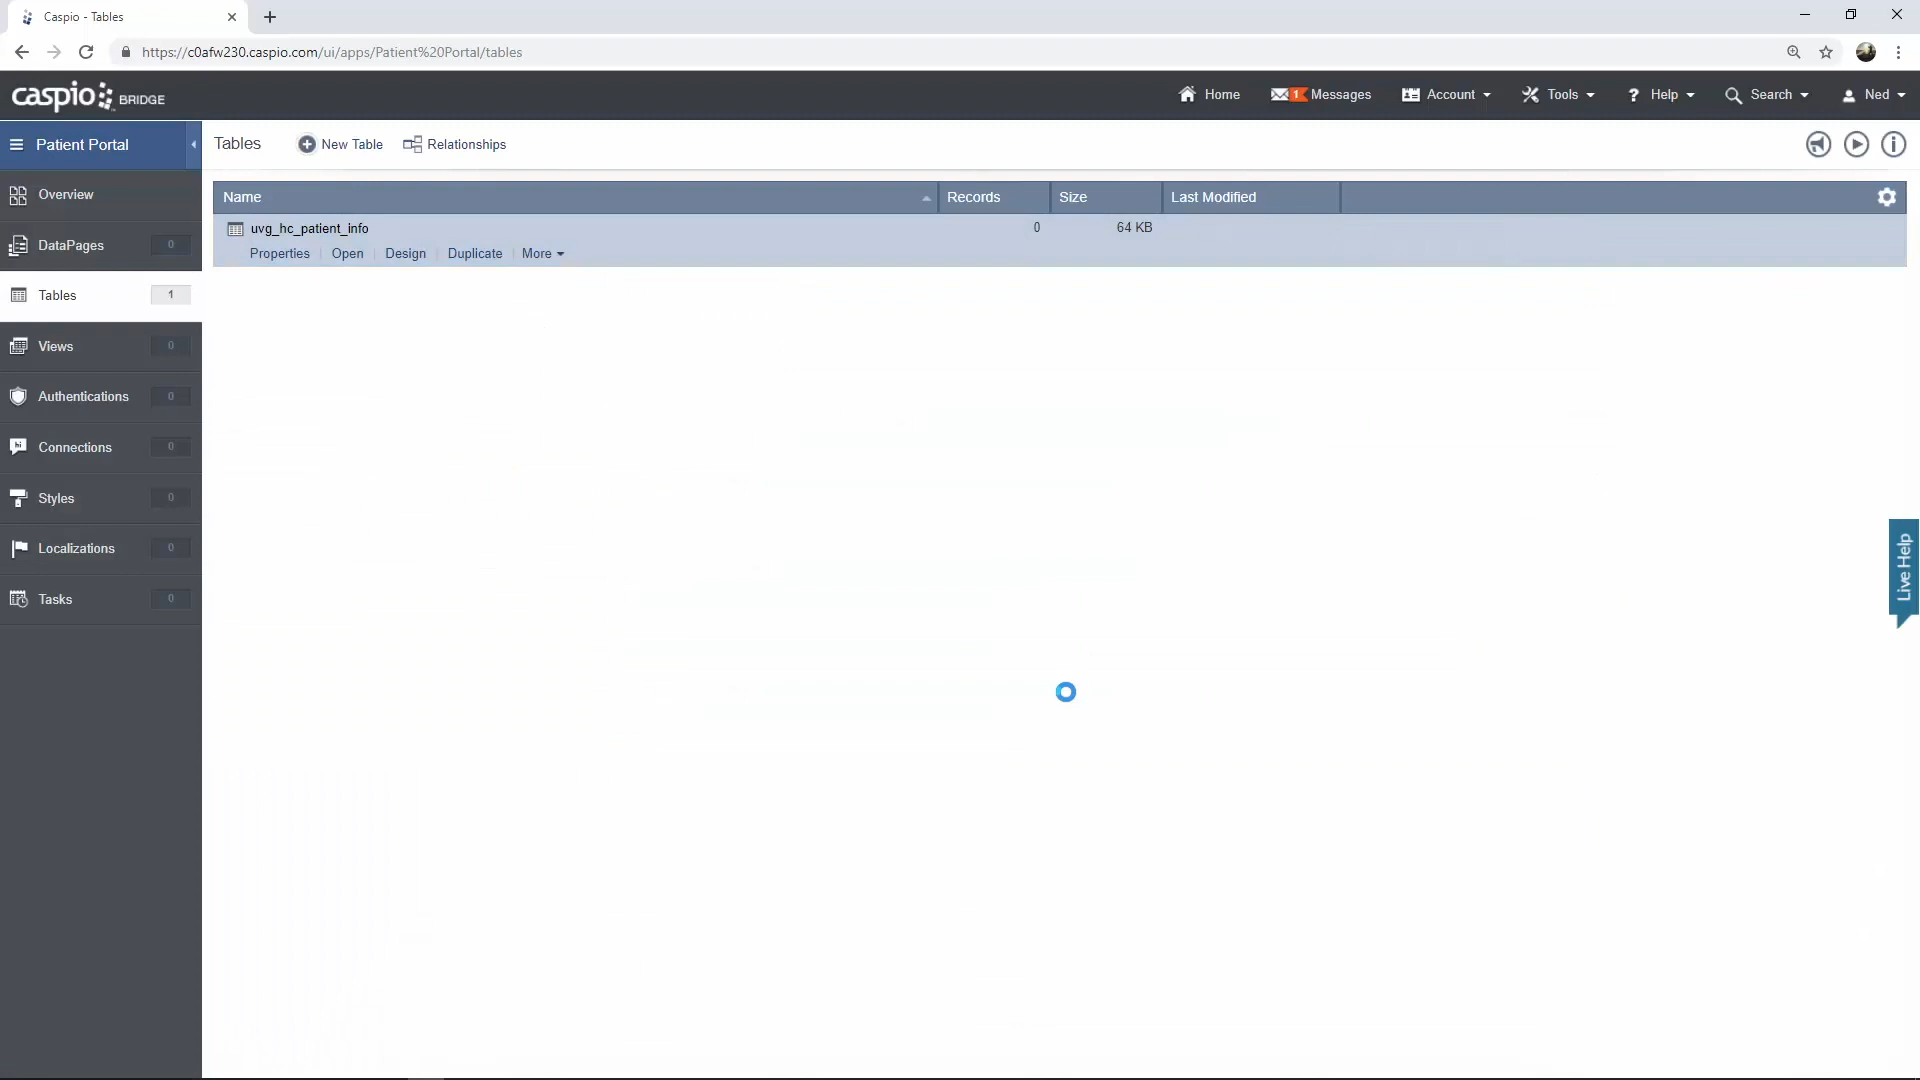 Caspio - Tables
https://c0afw230.caspio.com/ui/apps/Patient%20Portal/tables
caspio BRIDGE
Home
1 Messages
Account
Tools
? Help
Search
Ned
Patient Portal
Tables
New Table
Relationships
Overview
DataPages 0
Tables 1
Views 0
Authentications 0
Connections 0
Styles 0
Localizations 0
Tasks 0
Name Records Size Last Modified
uvg_hc_patient_info 0 64 KB
Properties Open Design Duplicate More
Live Help